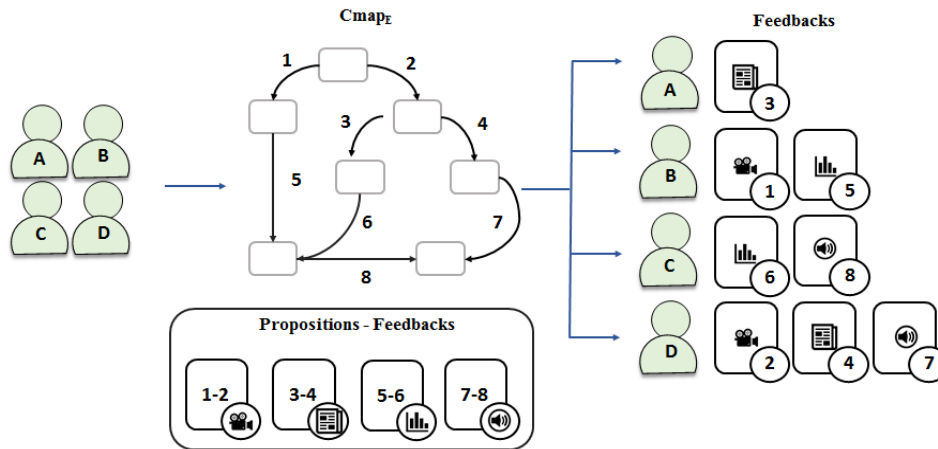 Cmap_E
Feedbacks
1 2
3 4
5
6 7
8
A B
C D
A
3
B
1 5
C
6 8
D
2 4 7
Propositions - Feedbacks
1-2 3-4 5-6 7-8